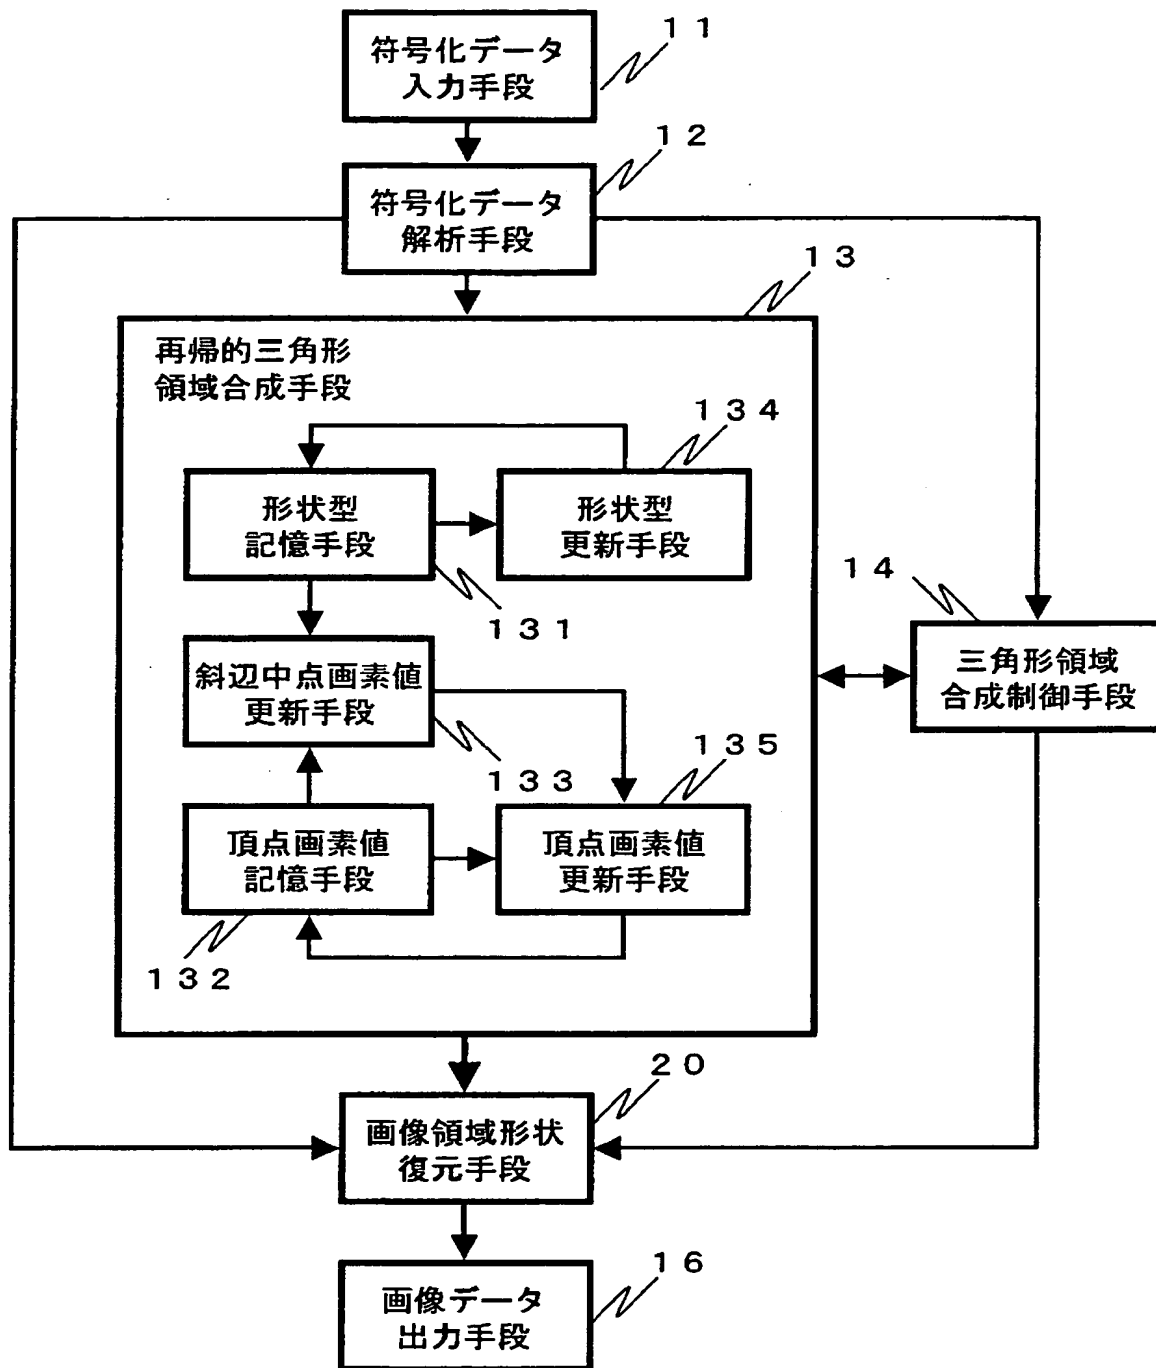 １１
符号化データ
入力手段
１２
符号化データ
解析手段
１３
再帰的三角形
領域合成手段
１３４
形状型
記憶手段
形状型
更新手段
１４
１３１
斜辺中点画素値
更新手段
三角形領域
合成制御手段
１３３
１３５
頂点画素値
記憶手段
頂点画素値
更新手段
１３２
２０
画像領域形状
復元手段
１６
画像データ
出力手段